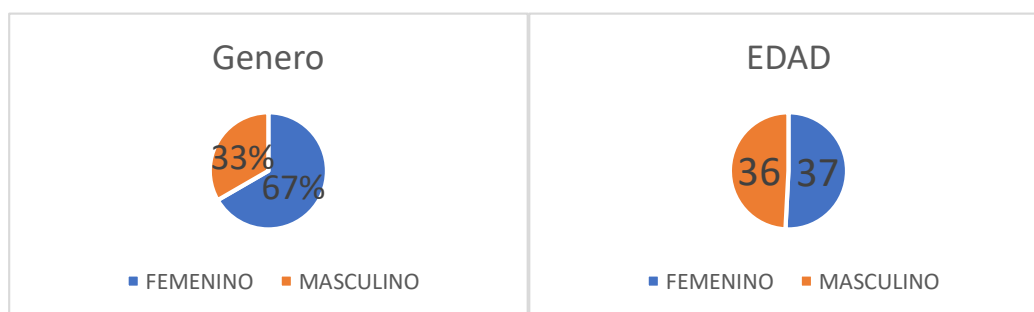 Genero
33%
67%
FEMENINO MASCULINO
EDAD
36 37
FEMENINO MASCULINO